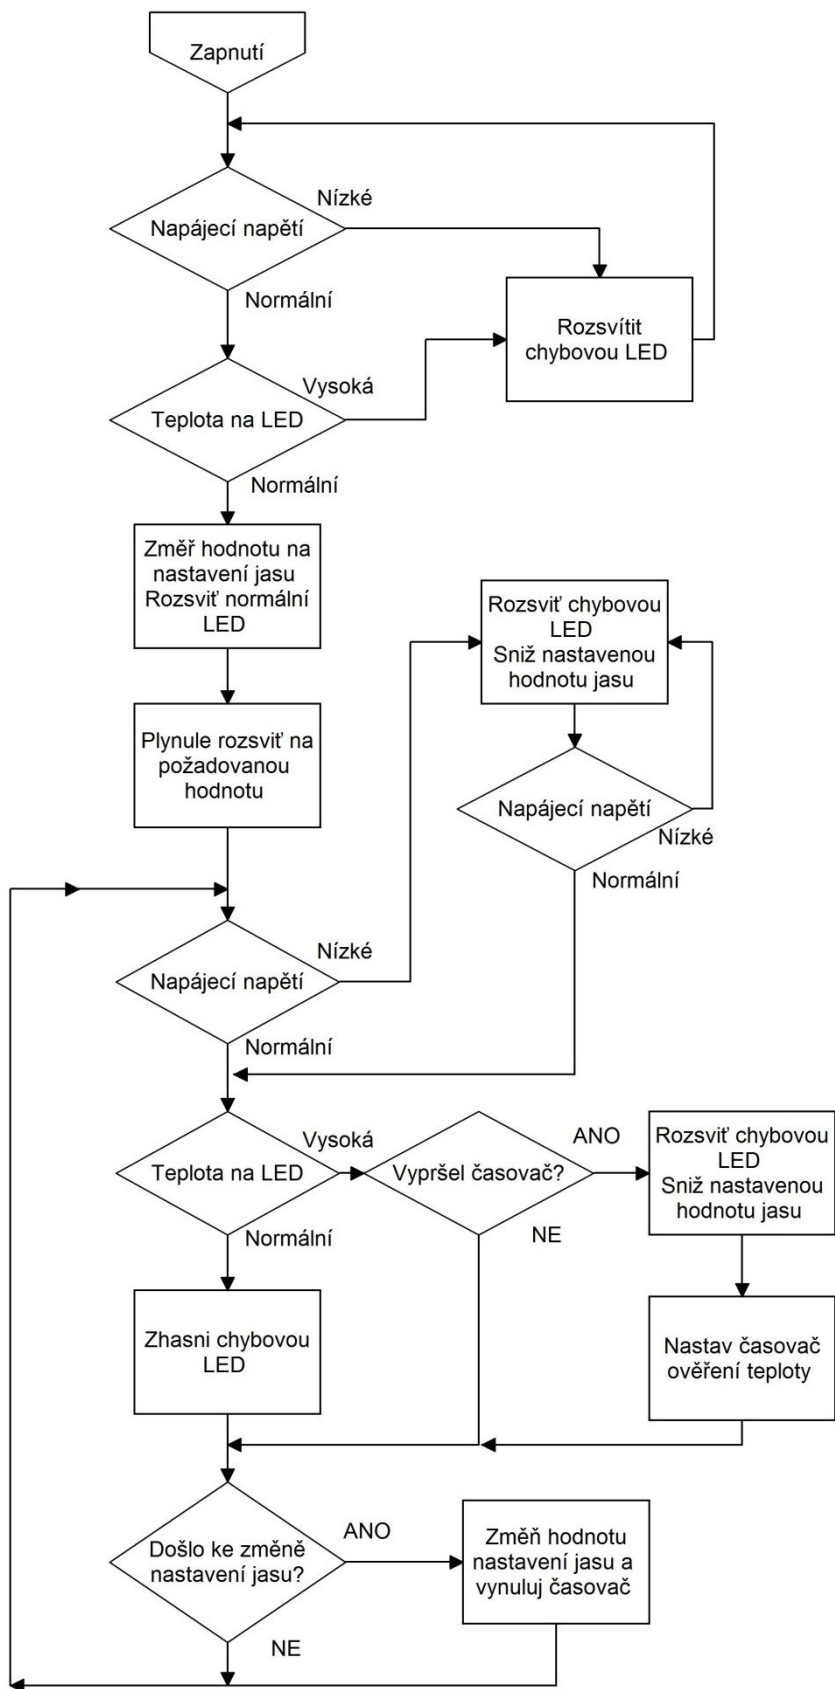 Zapnutí
Nízké
Napájecí napětí
Normální
Rozsvítit
chybovou LED
Vysoká
Teplota na LED
Normální
Změř hodnotu na
nastavení jasu
Rozsviť normální
LED
Rozsviť chybovou
LED
Sniž nastavenou
hodnotu jasu
Plynule rozsviť na
požadovanou
hodnotu
Napájecí napětí
Nízké
Normální
Nízké
Napájecí napětí
Normální
Vysoká
Teplota na LED
Normální
Vypršel časovač?
ANO
NE
Rozsviť chybovou
LED
Sniž nastavenou
hodnotu jasu
Zhasni chybovou
LED
Nastav časovač
ověření teploty
Došlo ke změně
nastavení jasu?
ANO
NE
Změň hodnotu
nastavení jasu a
vynuluj časovač